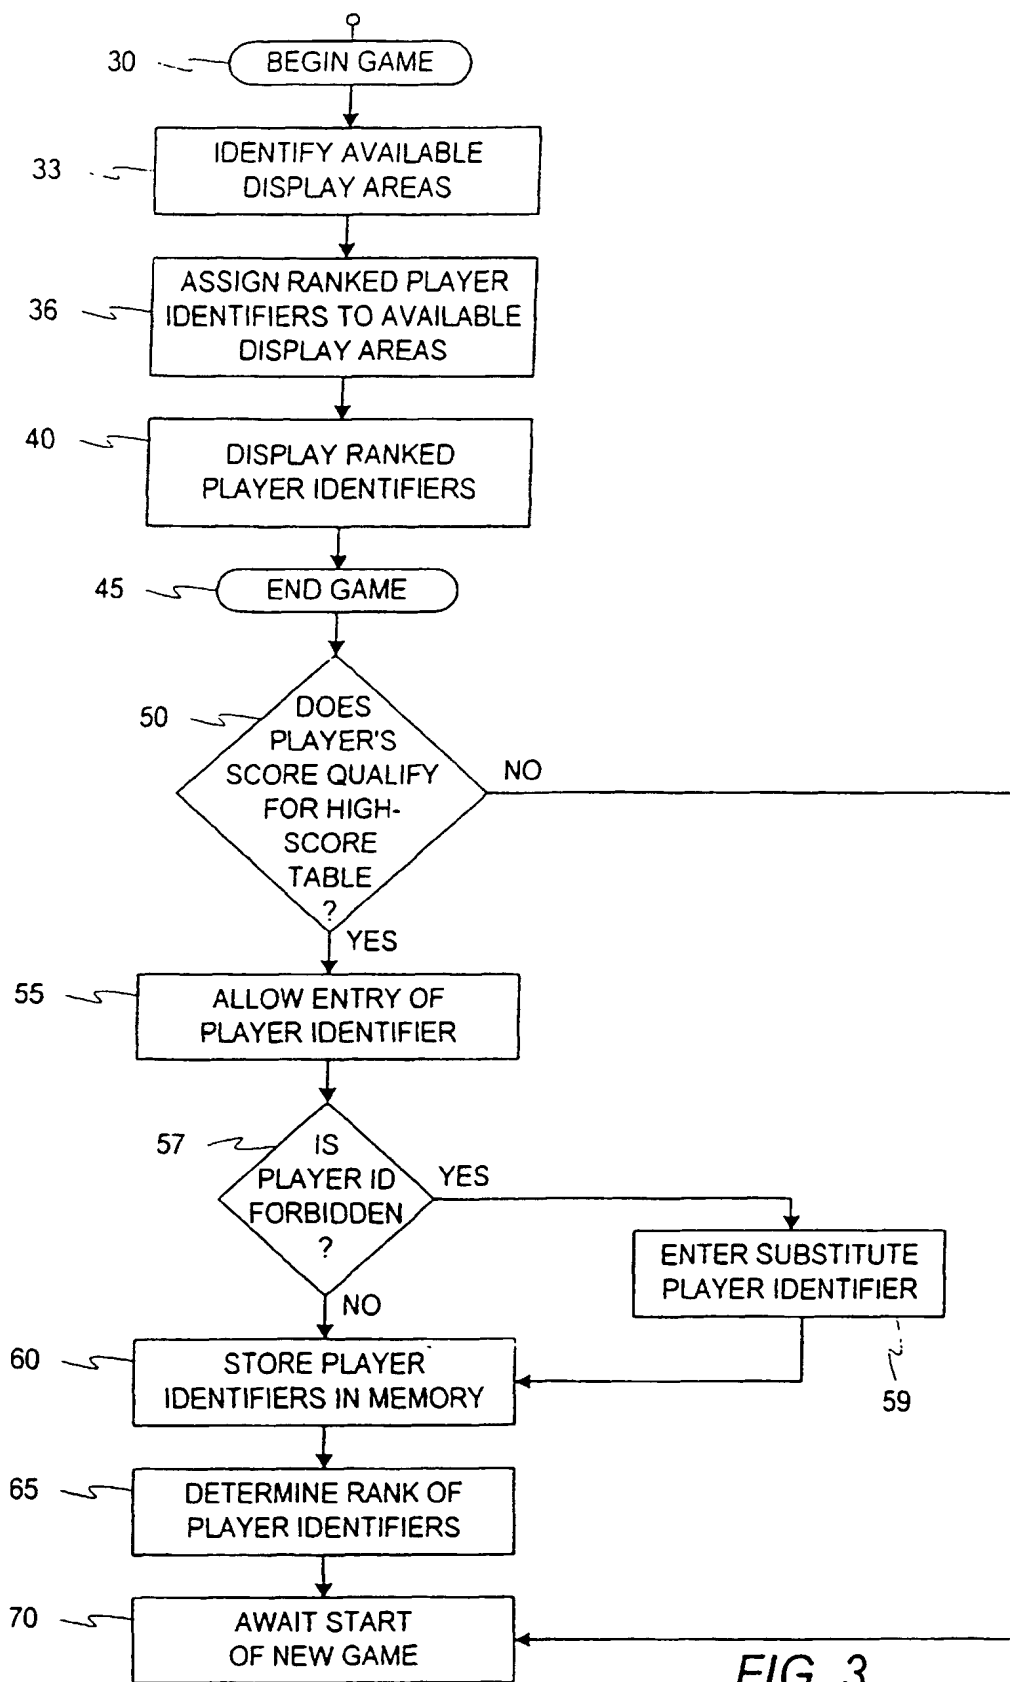 30
BEGIN GAME
33
IDENTIFY AVAILABLE
DISPLAY AREAS
36
ASSIGN RANKED PLAYER
IDENTIFIERS TO AVAILABLE
DISPLAY AREAS
40
DISPLAY RANKED
PLAYER IDENTIFIERS
45
END GAME
50
DOES
PLAYER'S
SCORE QUALIFY
FOR HIGH-
SCORE
TABLE
?
NO
YES
55
ALLOW ENTRY OF
PLAYER IDENTIFIER
57
IS
PLAYER ID
FORBIDDEN
?
YES
ENTER SUBSTITUTE
PLAYER IDENTIFIER
59
NO
60
STORE PLAYER
IDENTIFIERS IN MEMORY
65
DETERMINE RANK OF
PLAYER IDENTIFIERS
70
AWAIT START
OF NEW GAME
FIG. 3